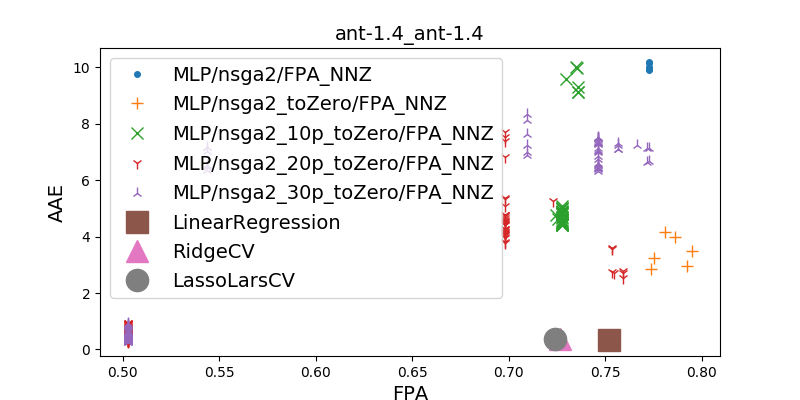 ant-1.4_ant-1.4
10
8
6
4
2
0
AAE
MLP/nsga2/FPA_NNZ
MLP/nsga2_toZero/FPA_NNZ
MLP/nsga2_10p_toZero/FPA_NNZ
MLP/nsga2_20p_toZero/FPA_NNZ
MLP/nsga2_30p_toZero/FPA_NNZ
LinearRegression
RidgeCV
LassoLarsCV
0.50 0.55 0.60 0.65 0.70 0.75 0.80
FPA